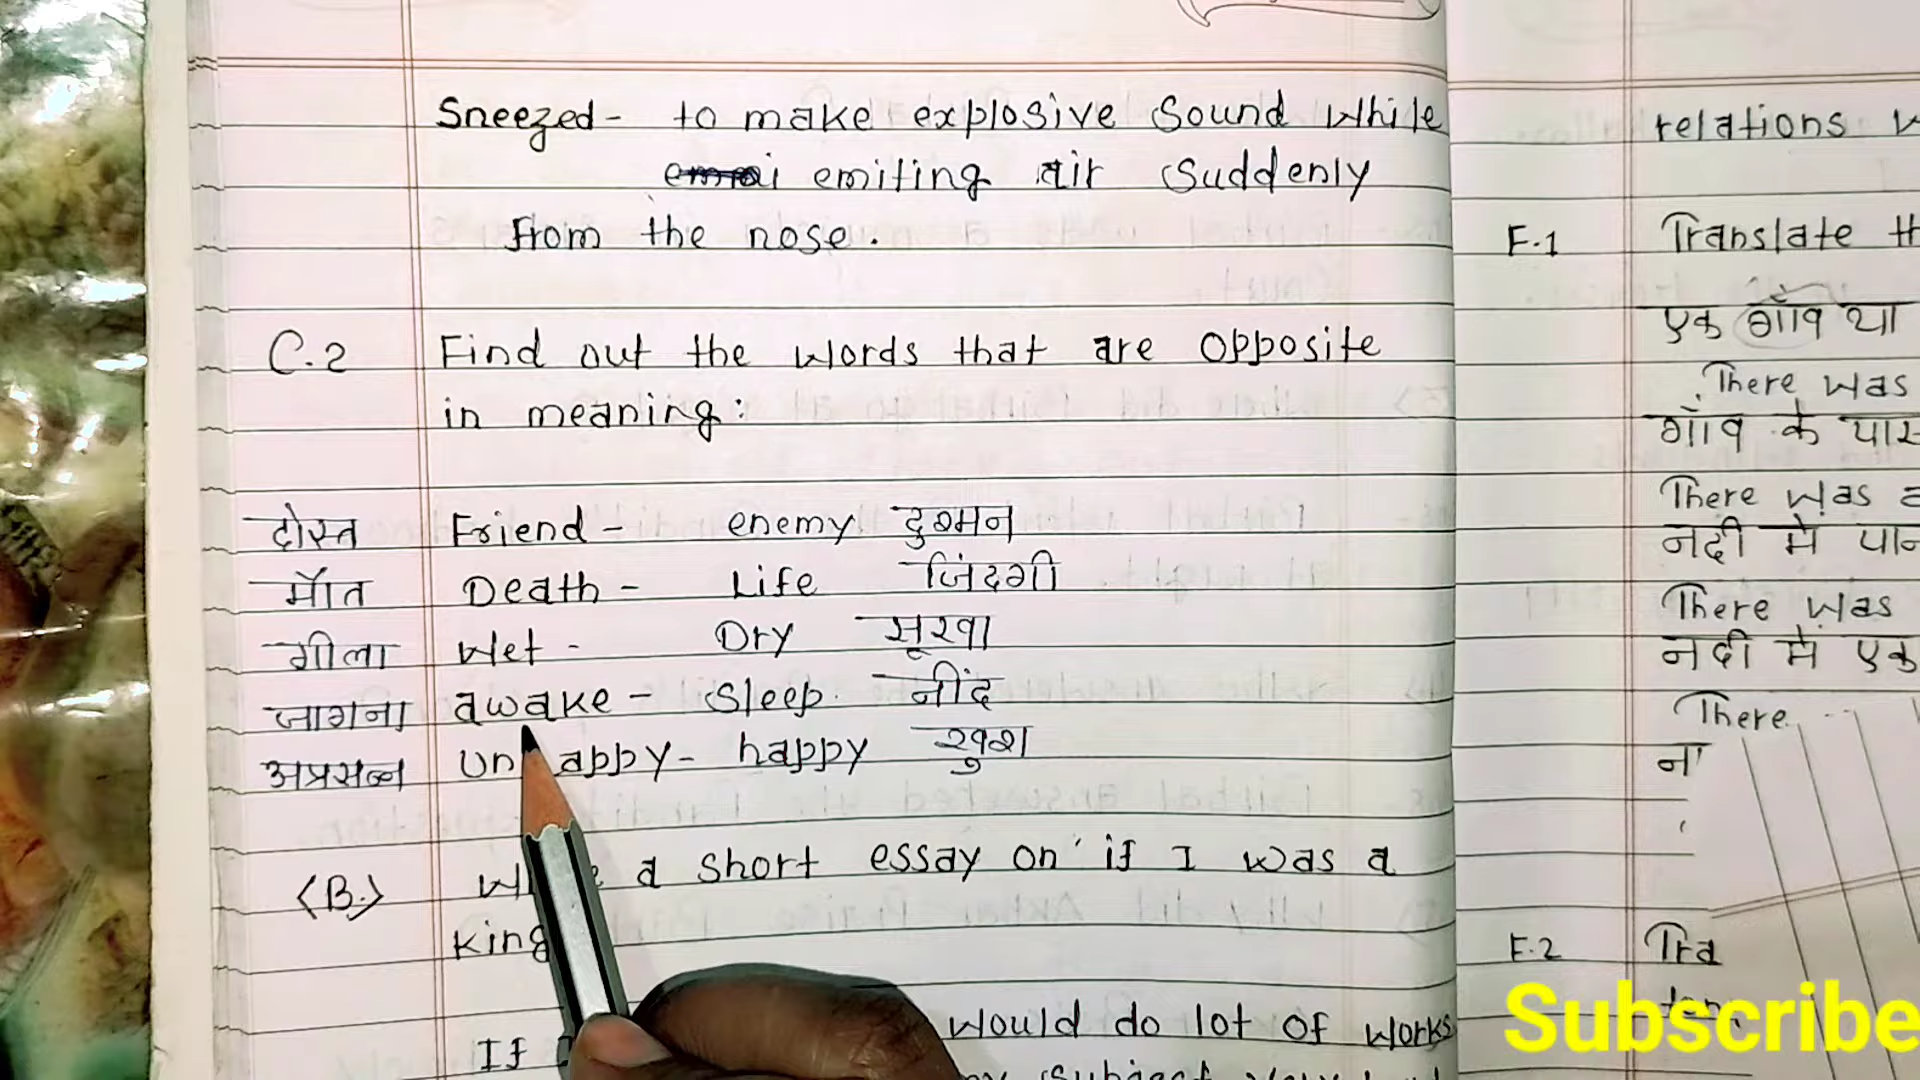 Sneezed - to make explosive Sound While
emiting air Suddenly
From the nose.
C.2 Find out the words that are opposite
in meaning:
दोस्त Friend - enemy दुश्मन
मौत Death - Life जिंदगी
गीला Wet - Dry सूखा
जागना awake - Sleep. नींद
अप्रसन्न happy खुश
(B.) a short essay on if I was a
King
If Would do lot of works
relations
F.1 Translate
एक गाँव था
There was
गाँव के
There was a
नदी में
There was
नदी में एक
There
F.2
Subscribe